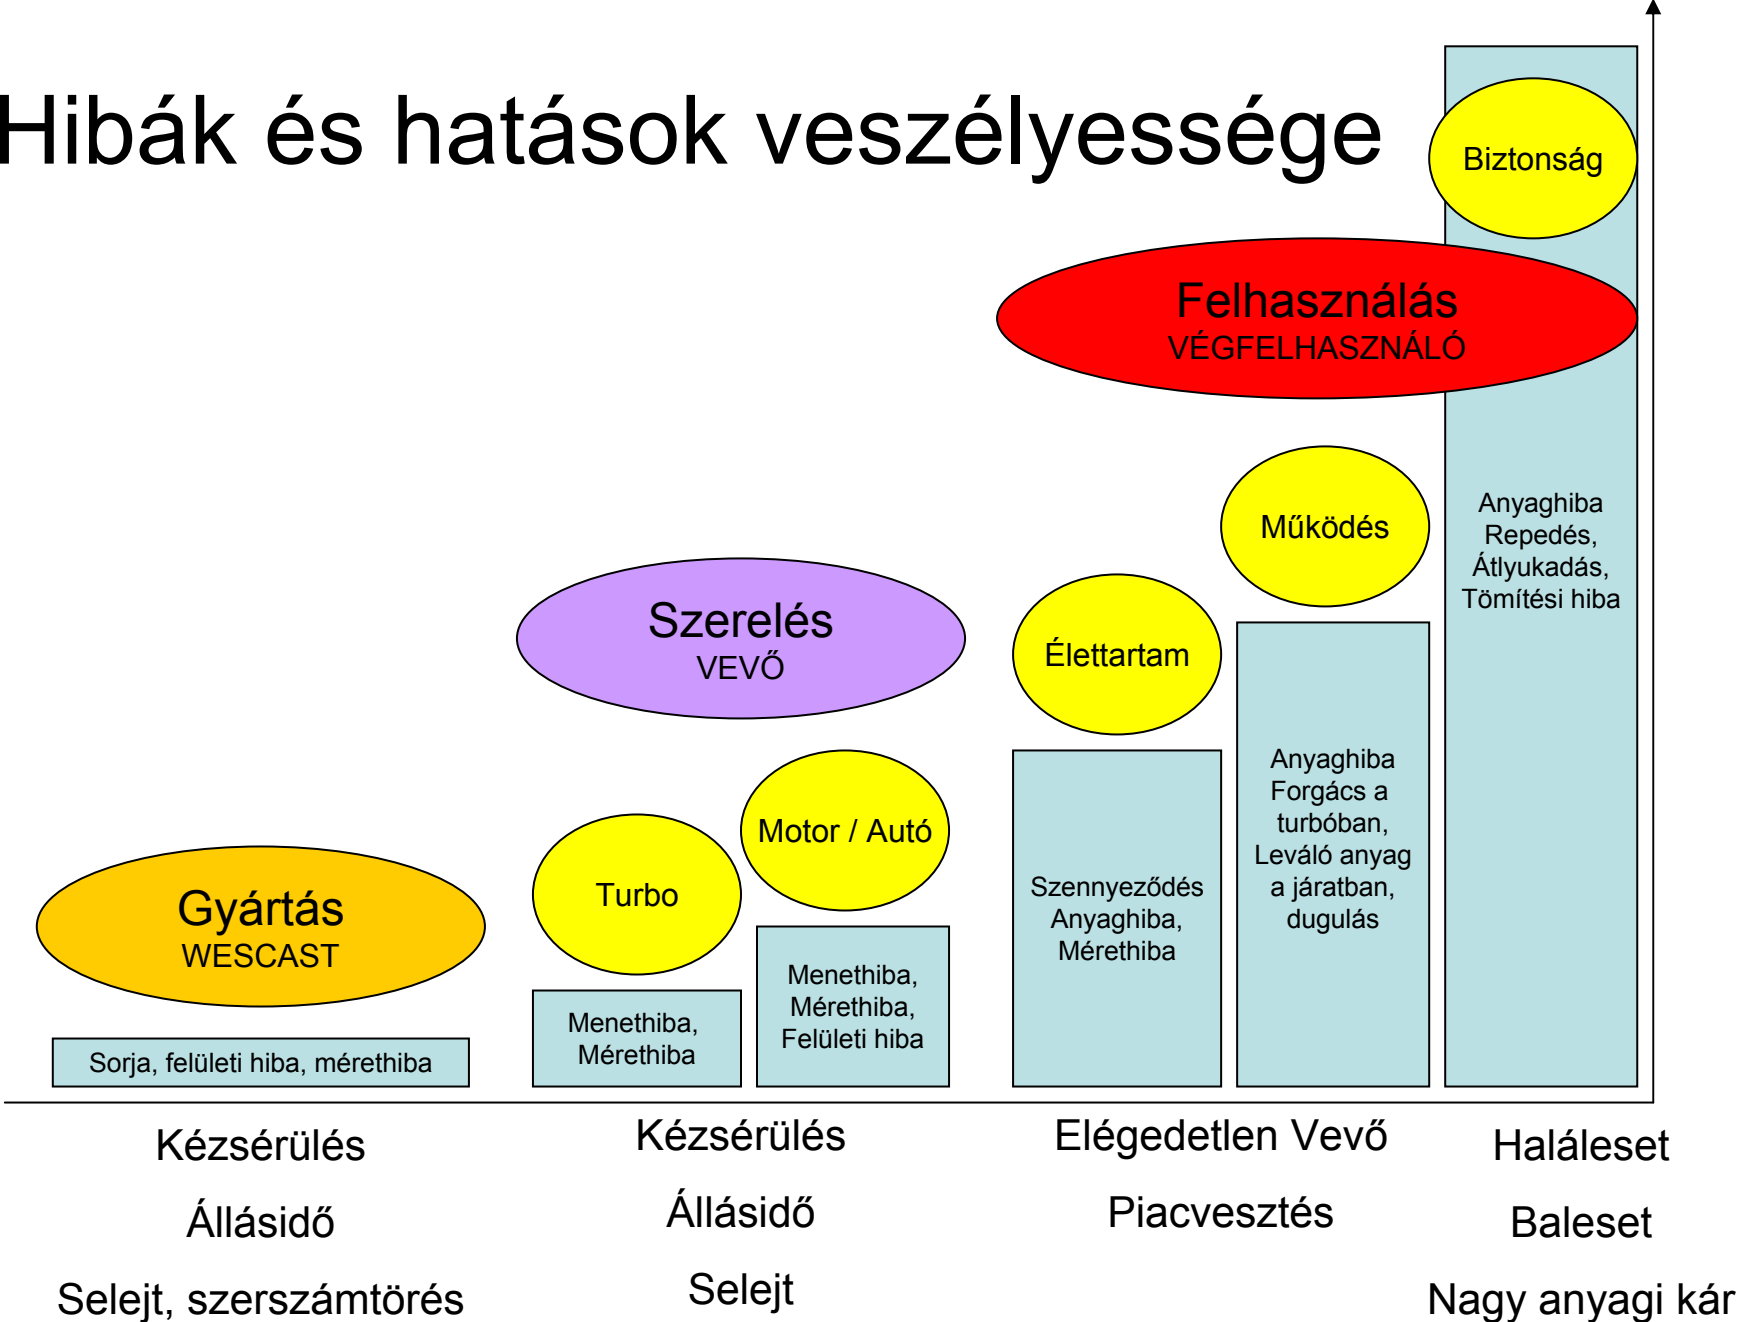 Hibák és hatások veszélyessége
Biztonság
Felhasználás
VÉGFELHASZNÁLÓ
Működés
Anyaghiba
Repedés,
Átlyukadás,
Tömítési hiba
Szerelés
VEVŐ
Élettartam
Motor / Autó
Anyaghiba
Forgács a
turbóban,
Leváló anyag
a járatban,
dugulás
Turbo
Szennyeződés
Anyaghiba,
Mérethiba
Gyártás
WESCAST
Menethiba,
Mérethiba,
Felületi hiba
Menethiba,
Mérethiba
Sorja, felületi hiba, mérethiba
Kézsérülés
Állásidő
Selejt, szerszámtörés
Kézsérülés
Állásidő
Selejt
Elégedetlen Vevő
Piacvesztés
Haláleset
Baleset
Nagy anyagi kár